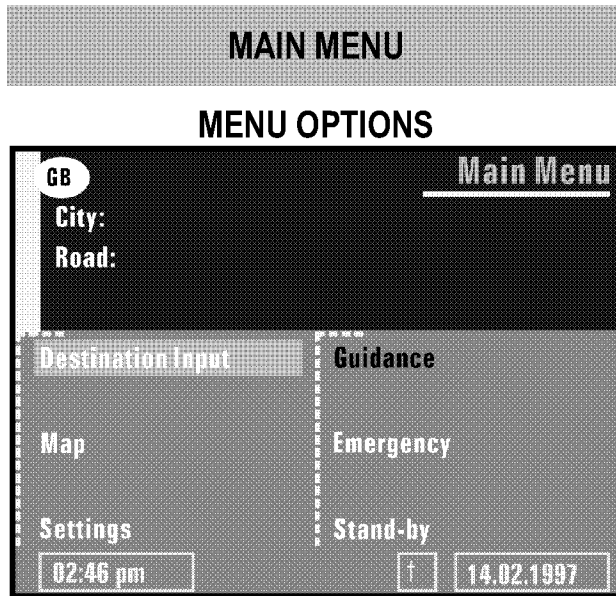 MAIN MENU
MENU OPTIONS
GB
Main Menu
City:
Road:
Destination Input
Guidance
Map
Emergency
Settings
Stand-by
02:46 pm
†
14.02.1997